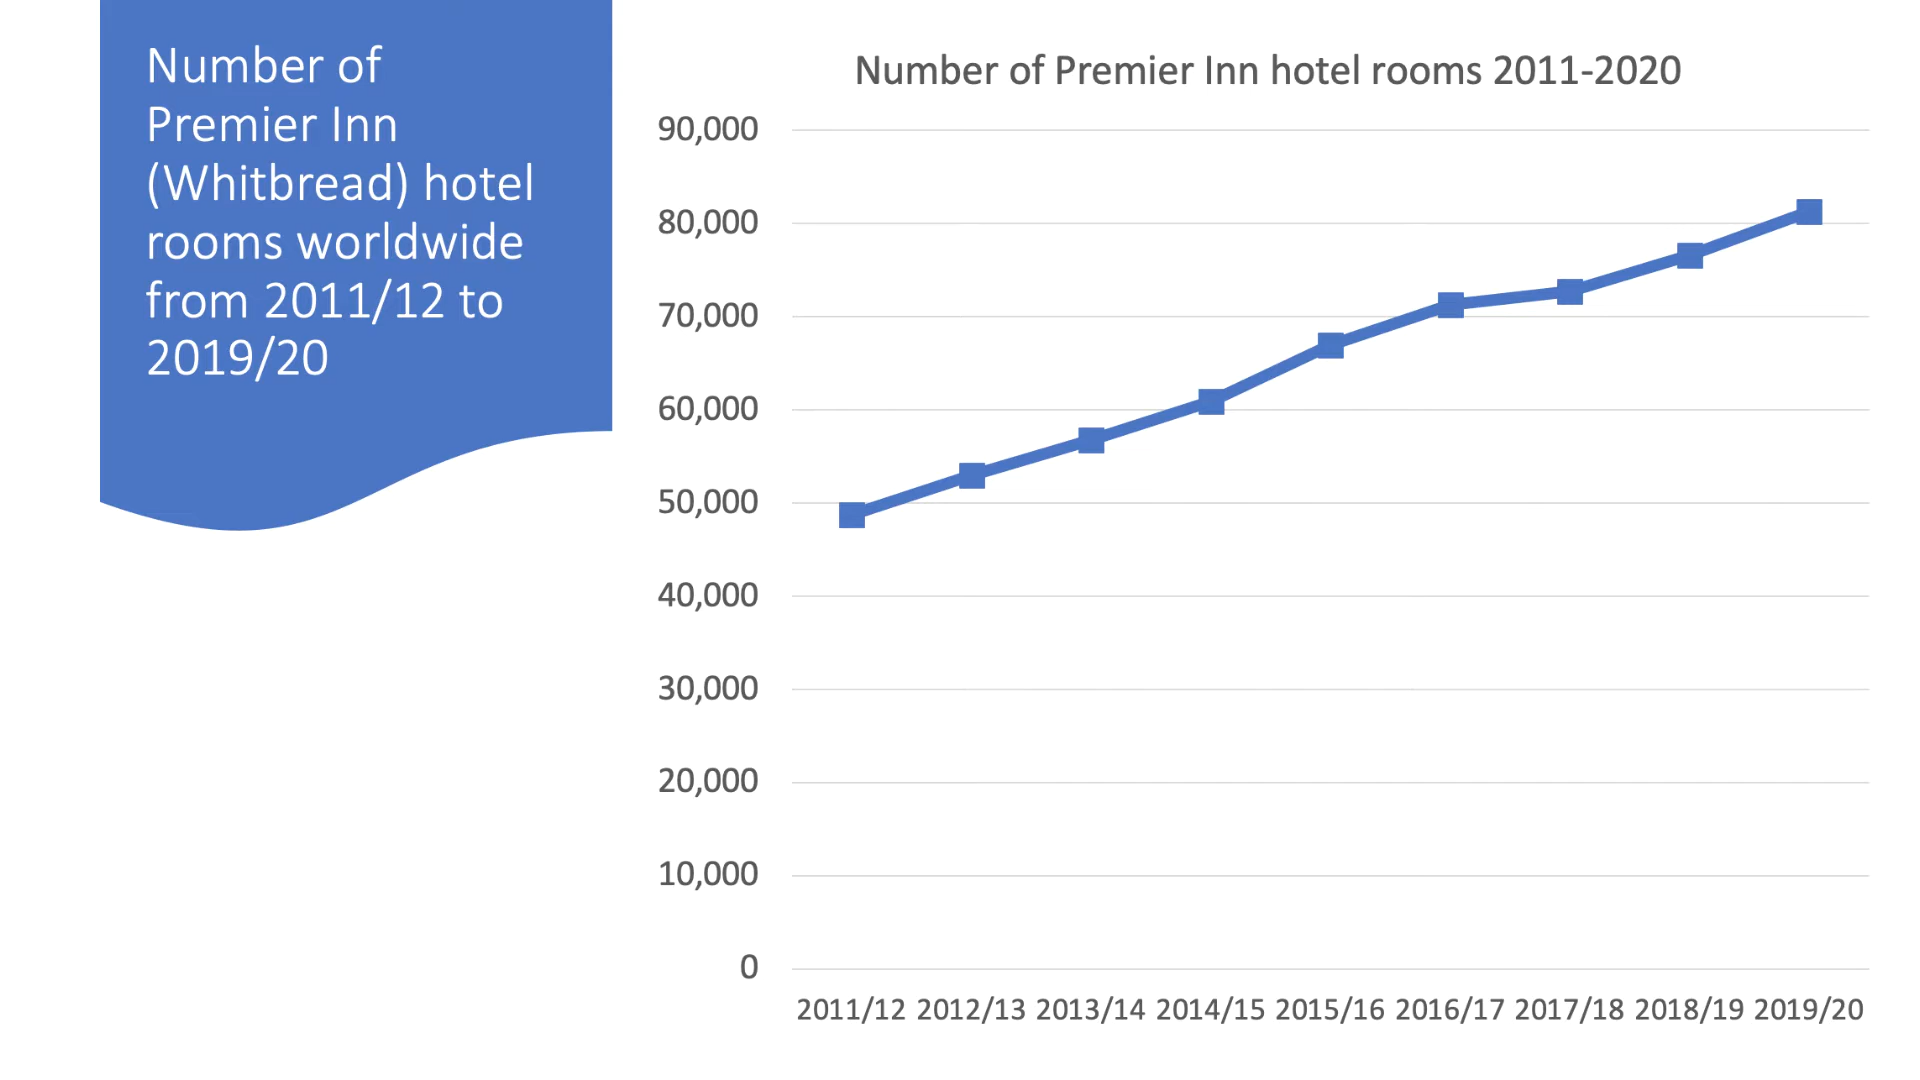 Number of
Premier Inn
(Whitbread) hotel
rooms worldwide
from 2011/12 to
2019/20
Number of Premier Inn hotel rooms 2011-2020
90,000
80,000
70,000
60,000
50,000
40,000
30,000
20,000
10,000
0
2011/12 2012/13 2013/14 2014/15 2015/16 2016/17 2017/18 2018/19 2019/20